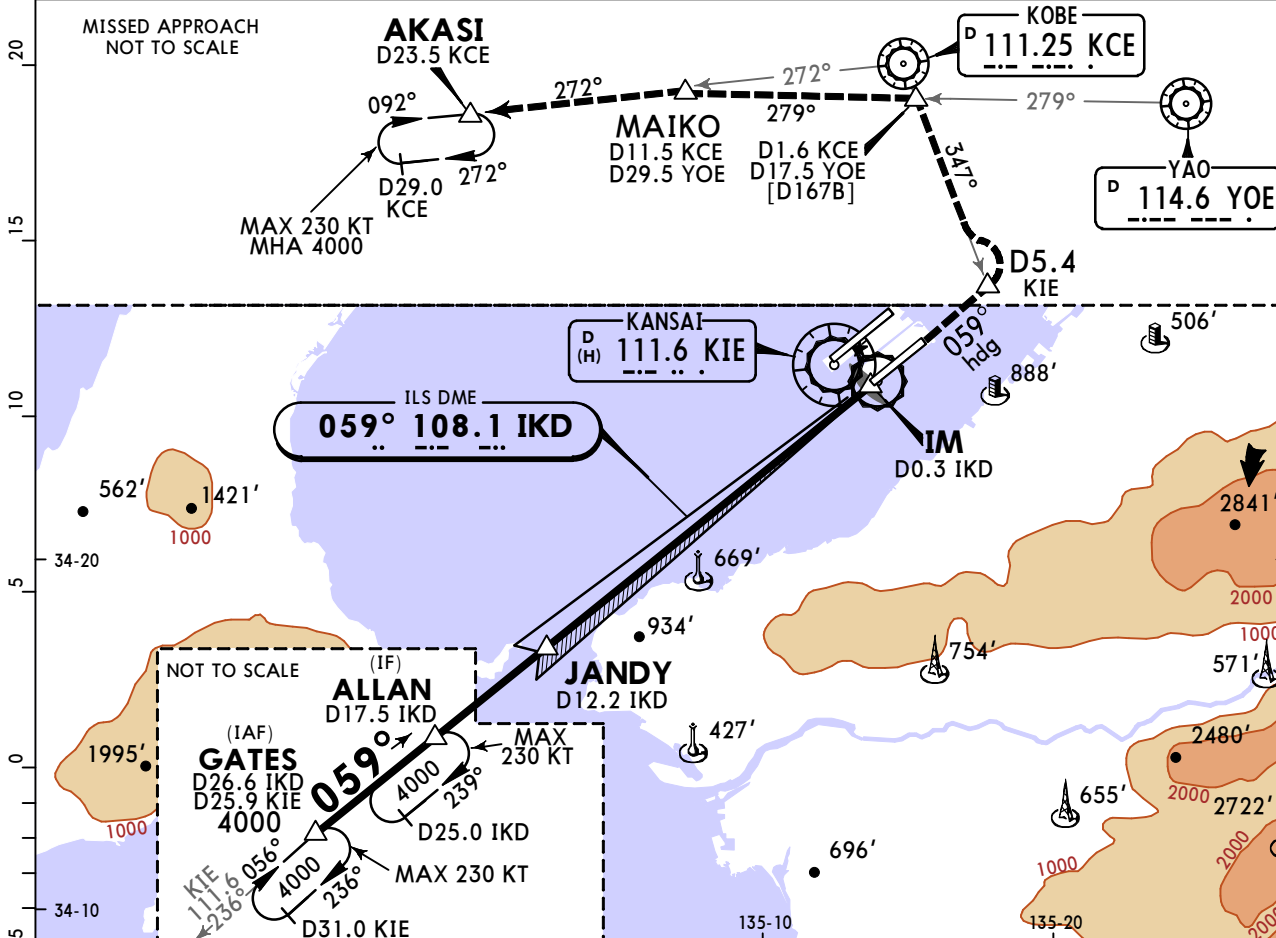 MISSED APPROACH
NOT TO SCALE
AKASI
D23.5 KCE
092°
272°
D29.0
KCE
MAX 230 KT
MHA 4000
272°
MAIKO
D11.5 KCE
D29.5 YOE
272°
279°
D1.6 KCE
D17.5 YOE
[D167B]
KOBE
D 111.25 KCE
279°
YAO
D 114.6 YOE
347°
D5.4
KIE
059°
hdg
KANSAI
D
(H) 111.6 KIE
ILS DME
059° 108.1 IKD
IM
D0.3 IKD
506'
888'
562'
1421'
1000
34-20
669'
934'
JANDY
D12.2 IKD
754'
2841'
2000
1000
571'
427'
NOT TO SCALE
(IF)
ALLAN
D17.5 IKD
(IAF)
GATES
D26.6 IKD
D25.9 KIE
4000
059°
MAX
230 KT
4000
239°
D25.0 IKD
MAX 230 KT
056°
4000
236°
D31.0 KIE
KIE
111.6
236°
1995'
1000
34-10
696'
655'
2480'
2000
2722'
1000
2000
2000
135-10
135-20
20
15
10
5
0
5